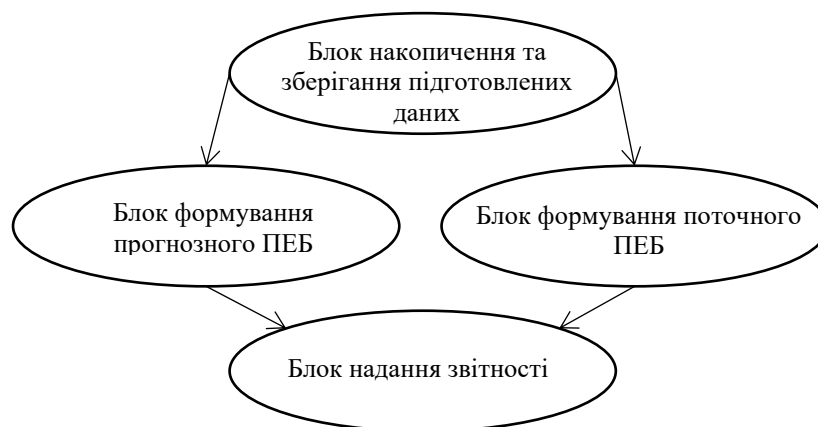 Блок накопичення та
зберігання підготовлених
даних
Блок формування
прогнозного ПЕБ
Блок формування поточного
ПЕБ
Блок надання звітності